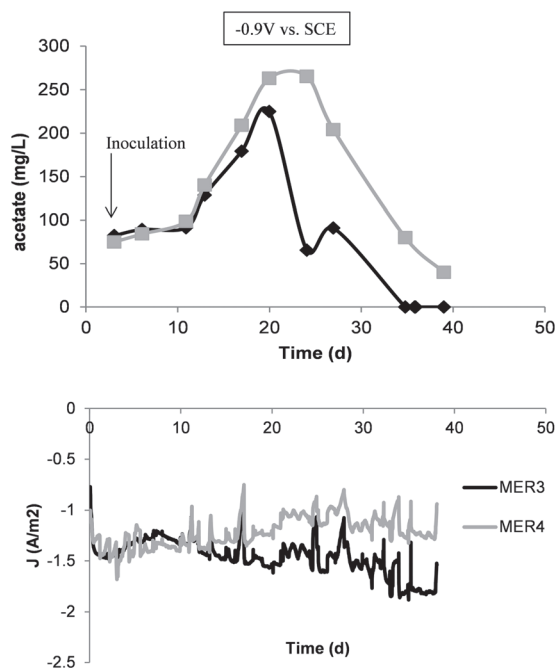 -0.9V vs. SCE
300
250
200
150
100
50
0
acetate (mg/L)
Inoculation
0 10 20 30 40 50
Time (d)
0
-0.5
-1
-1.5
-2
-2.5
J (A/m2)
0 10 20 30 40 50
MER3
MER4
Time (d)